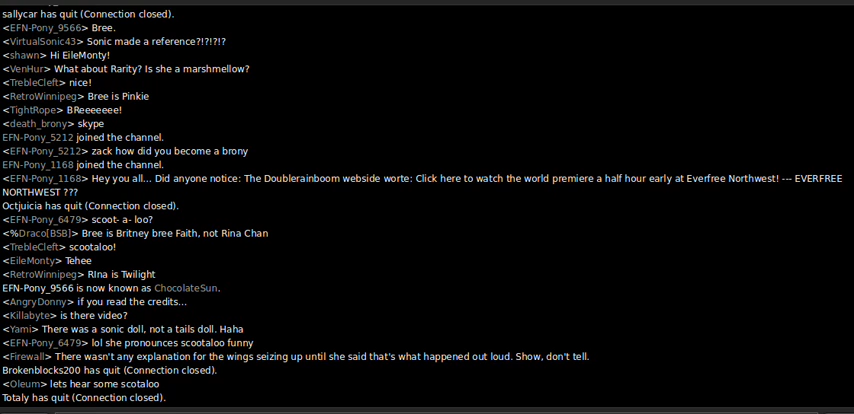 sallycar has quit (Connection closed).
<EFN-Pony_9566> Bree.
<VirtualSonic43> Sonic made a reference?!?!?!?
<shawn> Hi EileMonty!
<VenHur> What about Rarity? Is she a marshmellow?
<TrebleCleft> nice!
<RetroWinnipeg> Bree is Pinkie
<TightRope> BReeeeeee!
<death_brony> skype
EFN-Pony_5212 joined the channel.
<EFN-Pony_5212> zack how did you become a brony
EFN-Pony_1168 joined the channel.
<EFN-Pony_1168> Hey you all... Did anyone notice: The Doublerainboom webside worte: Click here to watch the world premiere a half hour early at Everfree Northwest! --- EVERFREE
NORTHWEST ???
Octjuicia has quit (Connection closed).
<EFN-Pony_6479> scoot- a- loo?
<%Draco[BSB]> Bree is Britney bree Faith, not Rina Chan
<TrebleCleft> scootaloo!
<EileMonty> Tehee
<RetroWinnipeg> RIna is Twilight
EFN-Pony_9566 is now known as ChocolateSun.
<AngryDonny> if you read the credits...
<Killabyte> is there video?
<Yami> There was a sonic doll, not a tails doll. Haha
<EFN-Pony_6479> lol she pronounces scootaloo funny
<Firewall> There wasn't any explanation for the wings seizing up until she said that's what happened out loud. Show, don't tell.
Brokenblocks200 has quit (Connection closed).
<Oleum> lets hear some scotaloo
Totaly has quit (Connection closed).